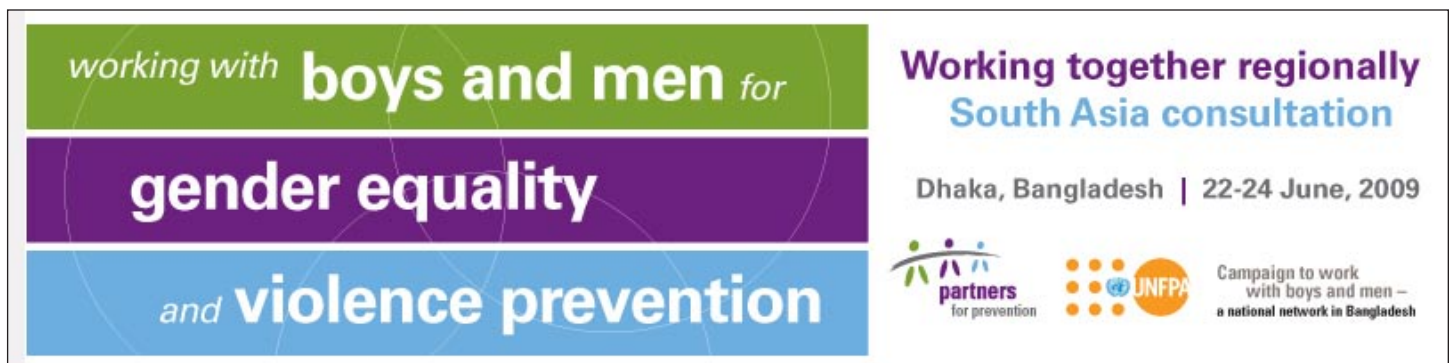 working with boys and men for
gender equality
and violence prevention
Working together regionally
South Asia consultation
Dhaka, Bangladesh | 22-24 June, 2009
partners
for prevention
UNFPA
Campaign to work
with boys and men –
a national network in Bangladesh